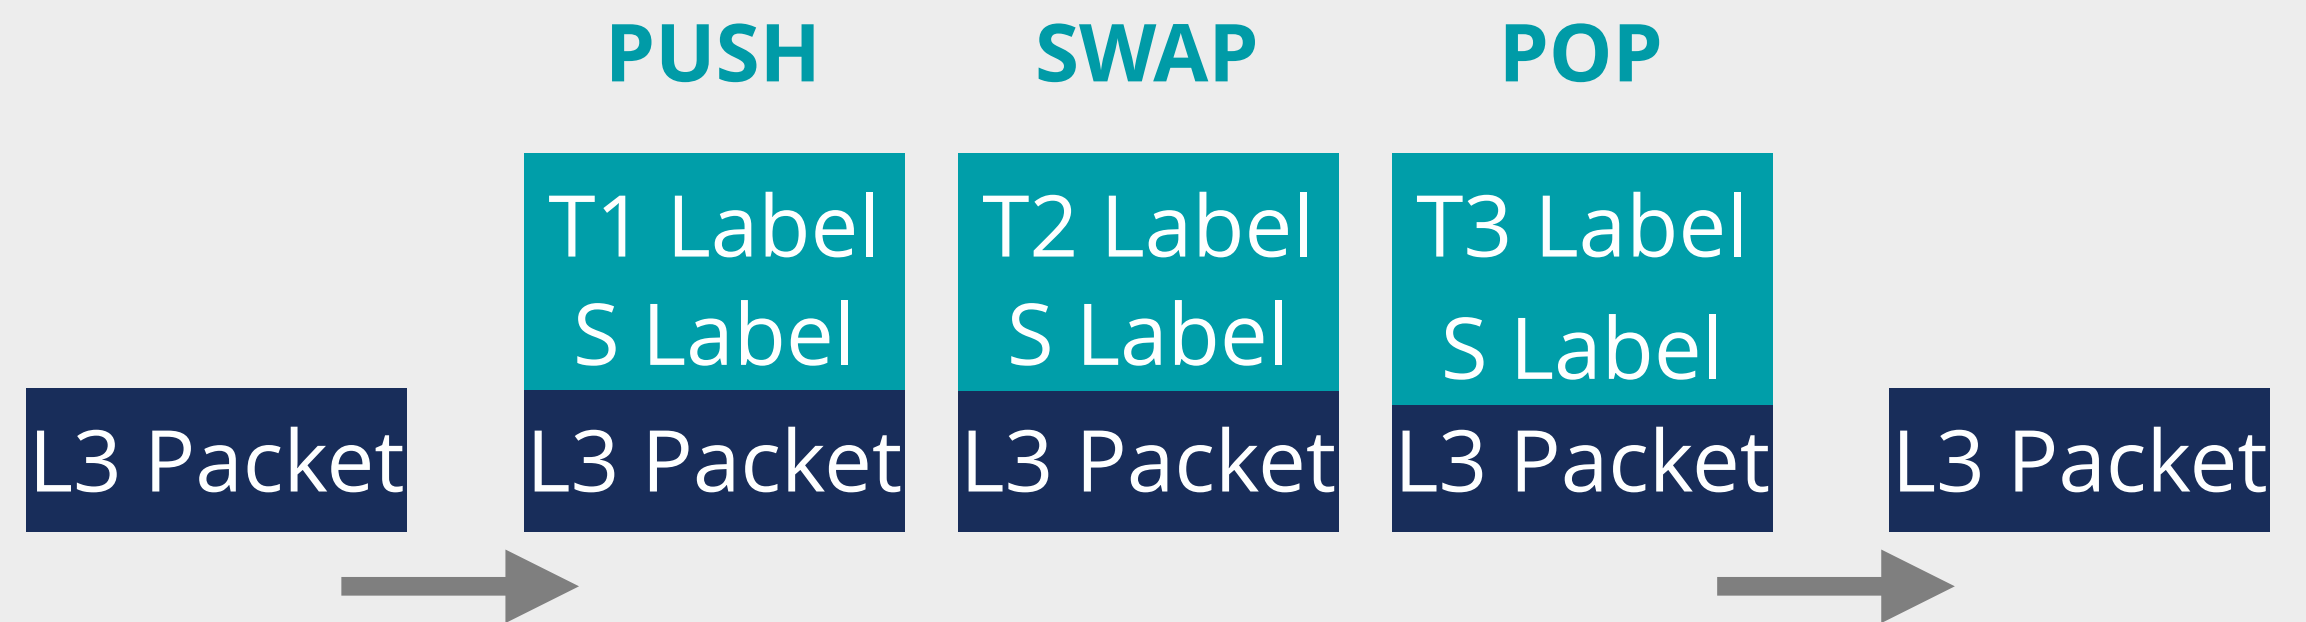 PUSH
SWAP
POP
L3 Packet
T1 Label
S Label
L3 Packet
T2 Label
S Label
L3 Packet
T3 Label
S Label
L3 Packet
L3 Packet